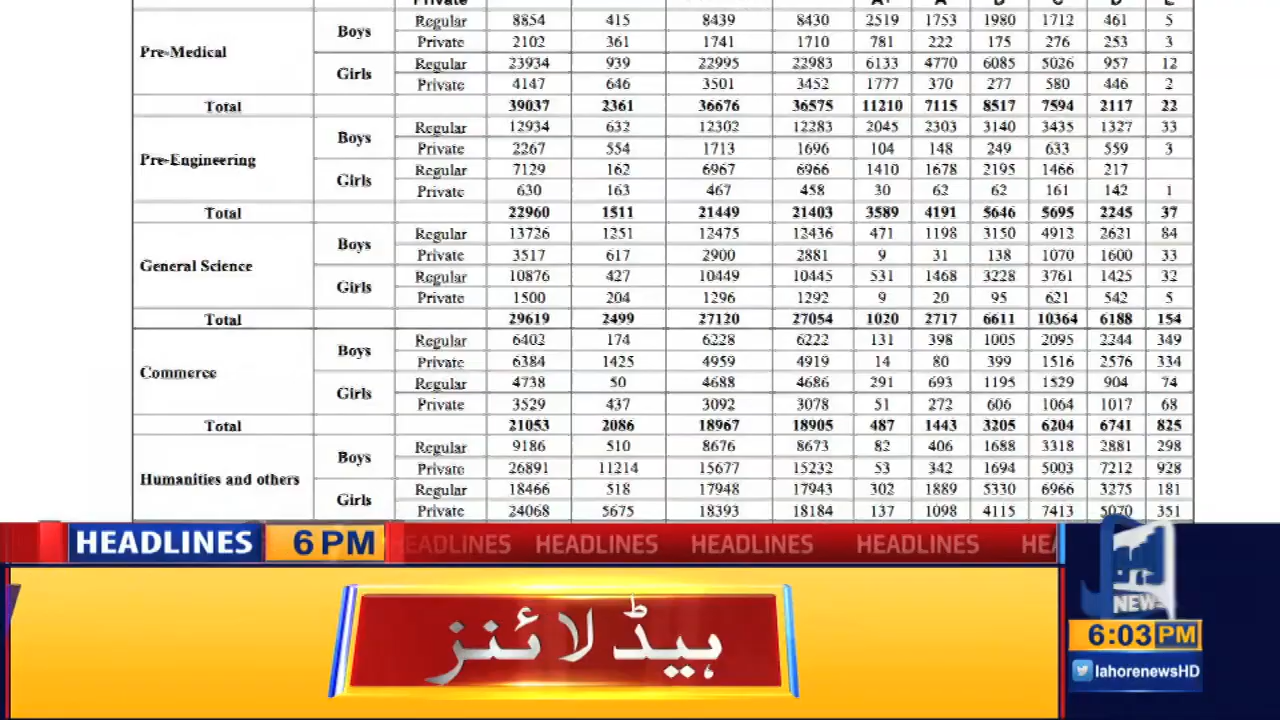 Private A+ A B C D E
Regular 8854 415 8439 8430 2519 1753 1980 1712 461 5
Boys
Private 2102 361 1741 1710 781 222 175 276 253 3
Pre-Medical
Regular 23934 939 22995 22983 6133 4770 6085 5026 957 12
Girls
Private 4147 646 3501 3452 1777 370 277 580 446 2
Total 39037 2361 36676 36575 11210 7115 8517 7594 2117 22
Regular 12934 632 12302 12283 2045 2303 3140 3435 1327 33
Boys
Private 2267 554 1713 1696 104 148 249 633 559 3
Pre-Engineering
Regular 7129 162 6967 6966 1410 1678 2195 1466 217
Girls
Private 630 163 467 458 30 62 62 161 142 1
Total 22960 1511 21449 21403 3589 4191 5646 5695 2245 37
Regular 13726 1251 12475 12436 471 1198 3150 4912 2621 84
Boys
Private 3517 617 2900 2881 9 31 138 1070 1600 33
General Science
Regular 10876 427 10449 10445 531 1468 3228 3761 1425 32
Girls
Private 1500 204 1296 1292 9 20 95 621 542 5
Total 29619 2499 27120 27054 1020 2717 6611 10364 6188 154
Regular 6402 174 6228 6222 131 398 1005 2095 2244 349
Boys
Private 6384 1425 4959 4919 14 80 399 1516 2576 334
Commerce
Regular 4738 50 4688 4686 291 693 1195 1529 904 74
Girls
Private 3529 437 3092 3078 51 272 606 1064 1017 68
Total 21053 2086 18967 18905 487 1443 3205 6204 6741 825
Regular 9186 510 8676 8673 82 406 1688 3318 2881 298
Boys
Private 26891 11214 15677 15232 53 342 1694 5003 7212 928
Humanities and others
Regular 18466 518 17948 17943 302 1889 5330 6966 3275 181
Girls
Private 24068 5675 18393 18184 137 1098 4115 7413 5070 351
HEADLINES 6 PM HEADLINES HEADLINES HEADLINES HEADLINES HE
ہیڈ لائنز
NEWS
6:03 PM
lahorenewsHD